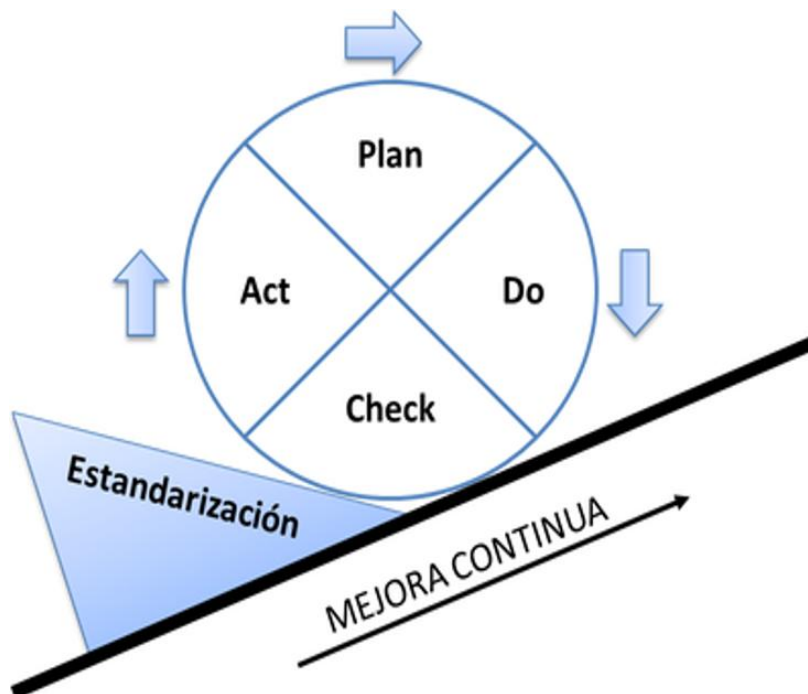 Plan
Act
Do
Check
Estandarización
MEJORA CONTINUA